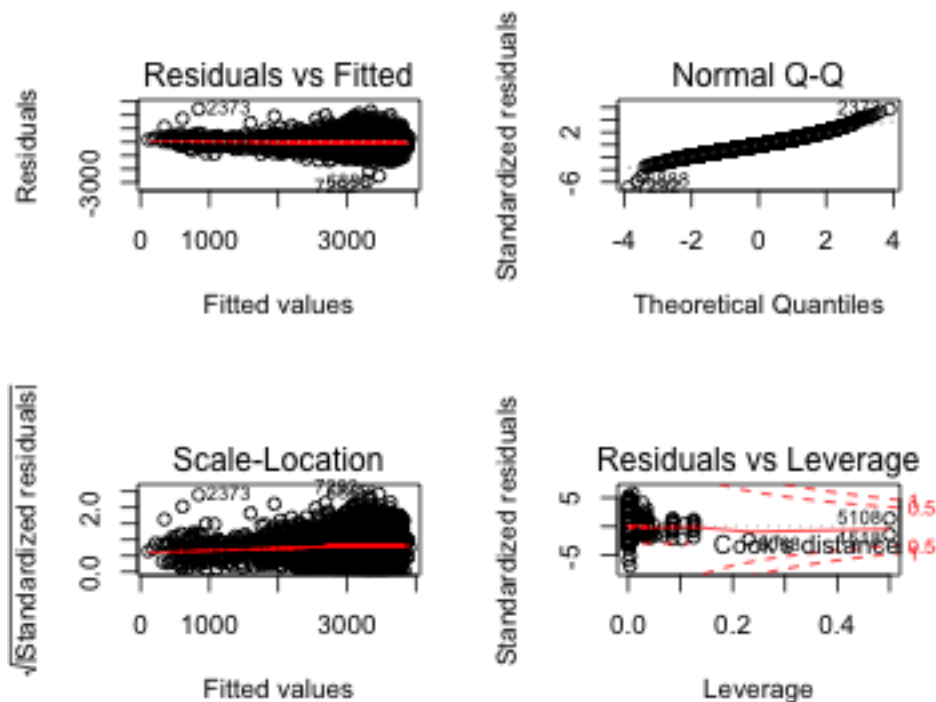 Residuals vs Fitted
Residuals
2373
-3000
0 1000 3000
Fitted values
Normal Q-Q
Standardized residuals
2
-6
-4 -2 0 2 4
Theoretical Quantiles
Scale-Location
√|Standardized residuals|
2373
2.0
0.0
0 1000 3000
Fitted values
Residuals vs Leverage
Standardized residuals
5
-5
5108
Cook's distance
1
0.5
0.5
1
0.0 0.2 0.4
Leverage